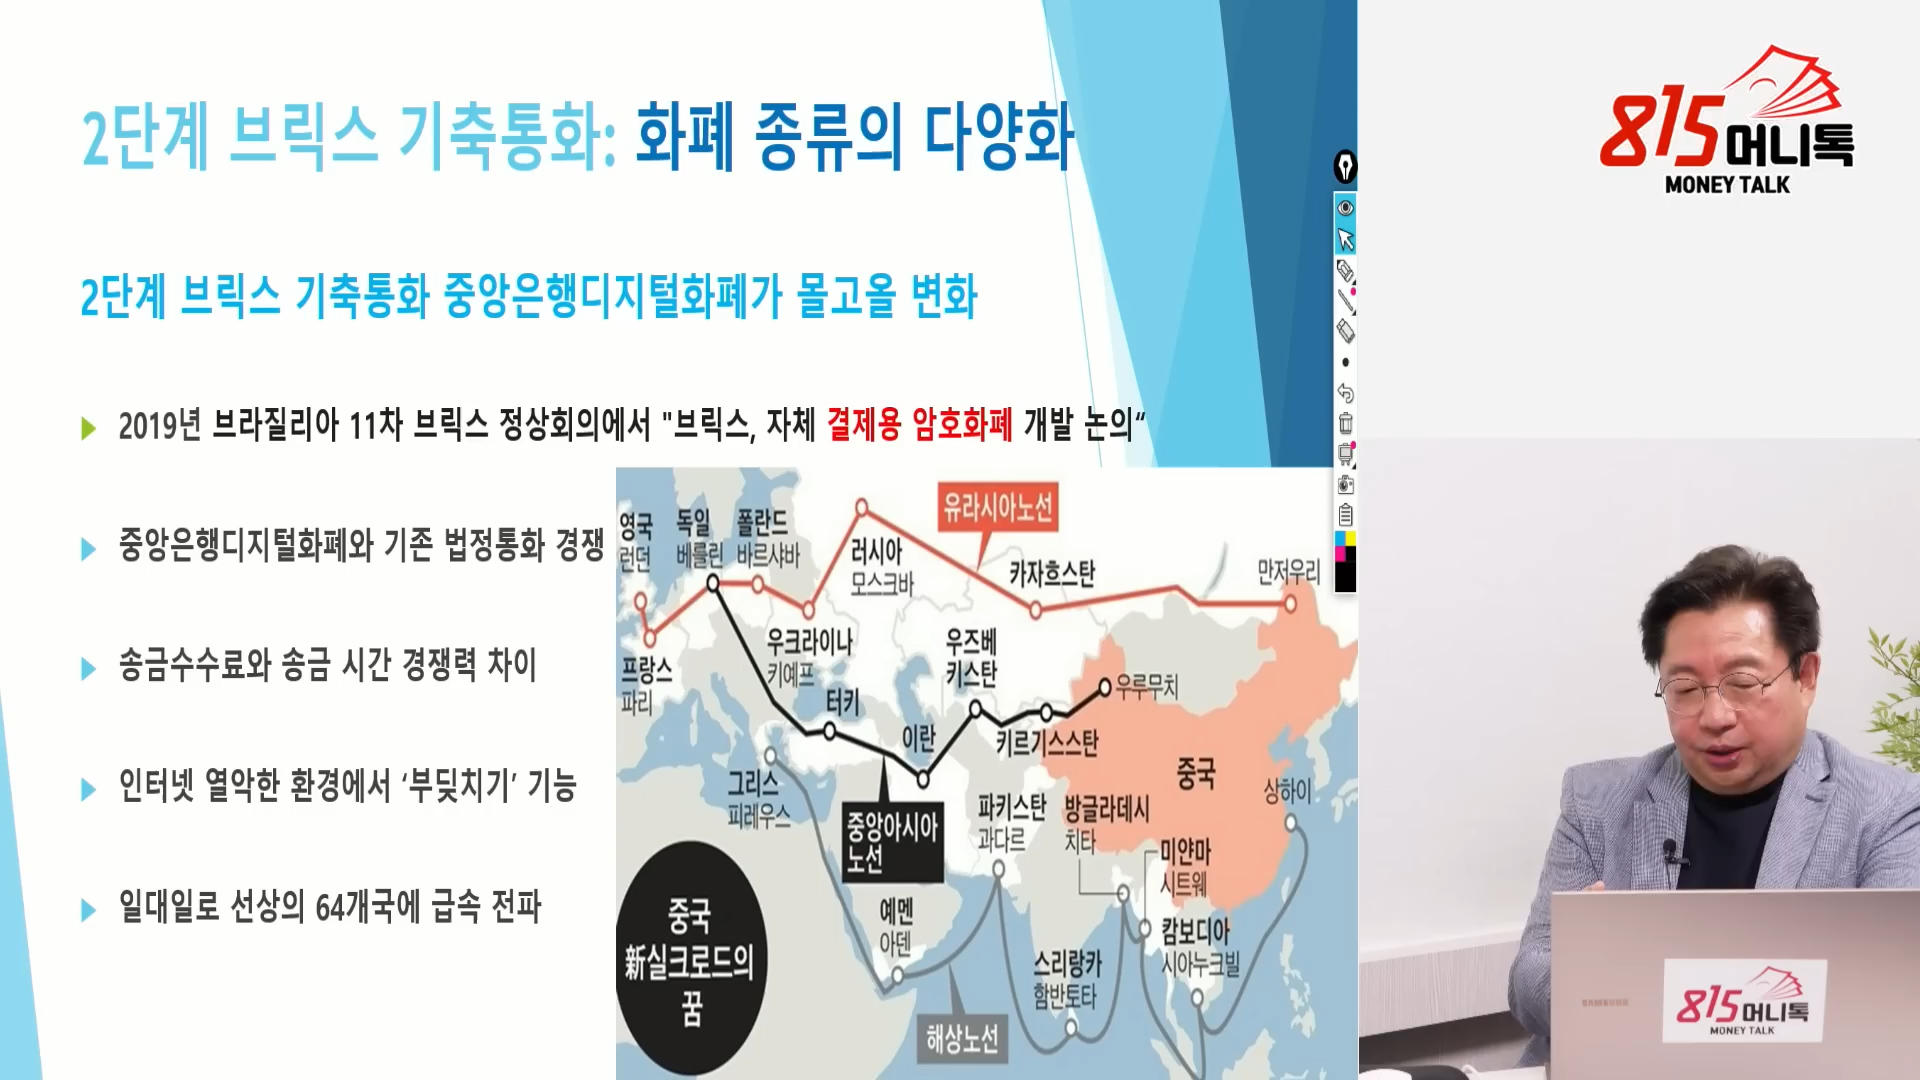 2단계 브릭스 기축통화: 화폐 종류의 다양화
2단계 브릭스 기축통화 중앙은행디지털화폐가 몰고올 변화
2019년 브라질리아 11차 브릭스 정상회의에서 "브릭스, 자체 결제용 암호화폐 개발 논의“
중앙은행디지털화폐와 기존 법정통화 경쟁
송금수수료와 송금 시간 경쟁력 차이
인터넷 열악한 환경에서 ‘부딪치기’ 기능
일대일로 선상의 64개국에 급속 전파
영국
런던
독일
베를린
폴란드
바르샤바
러시아
모스크바
유라시아노선
카자흐스탄
만저우리
프랑스
파리
우크라이나
키예프
우즈베
키스탄
우루무치
터키
이란
키르기스스탄
중국
상하이
그리스
피레우스
중앙아시아
노선
파키스탄
과다르
방글라데시
치타
미얀마
시트웨
예멘
아덴
캄보디아
시아누크빌
스리랑카
함반토타
해상노선
중국
新실크로드의
꿈
815머니톡
MONEY TALK
815머니톡
MONEY TALK